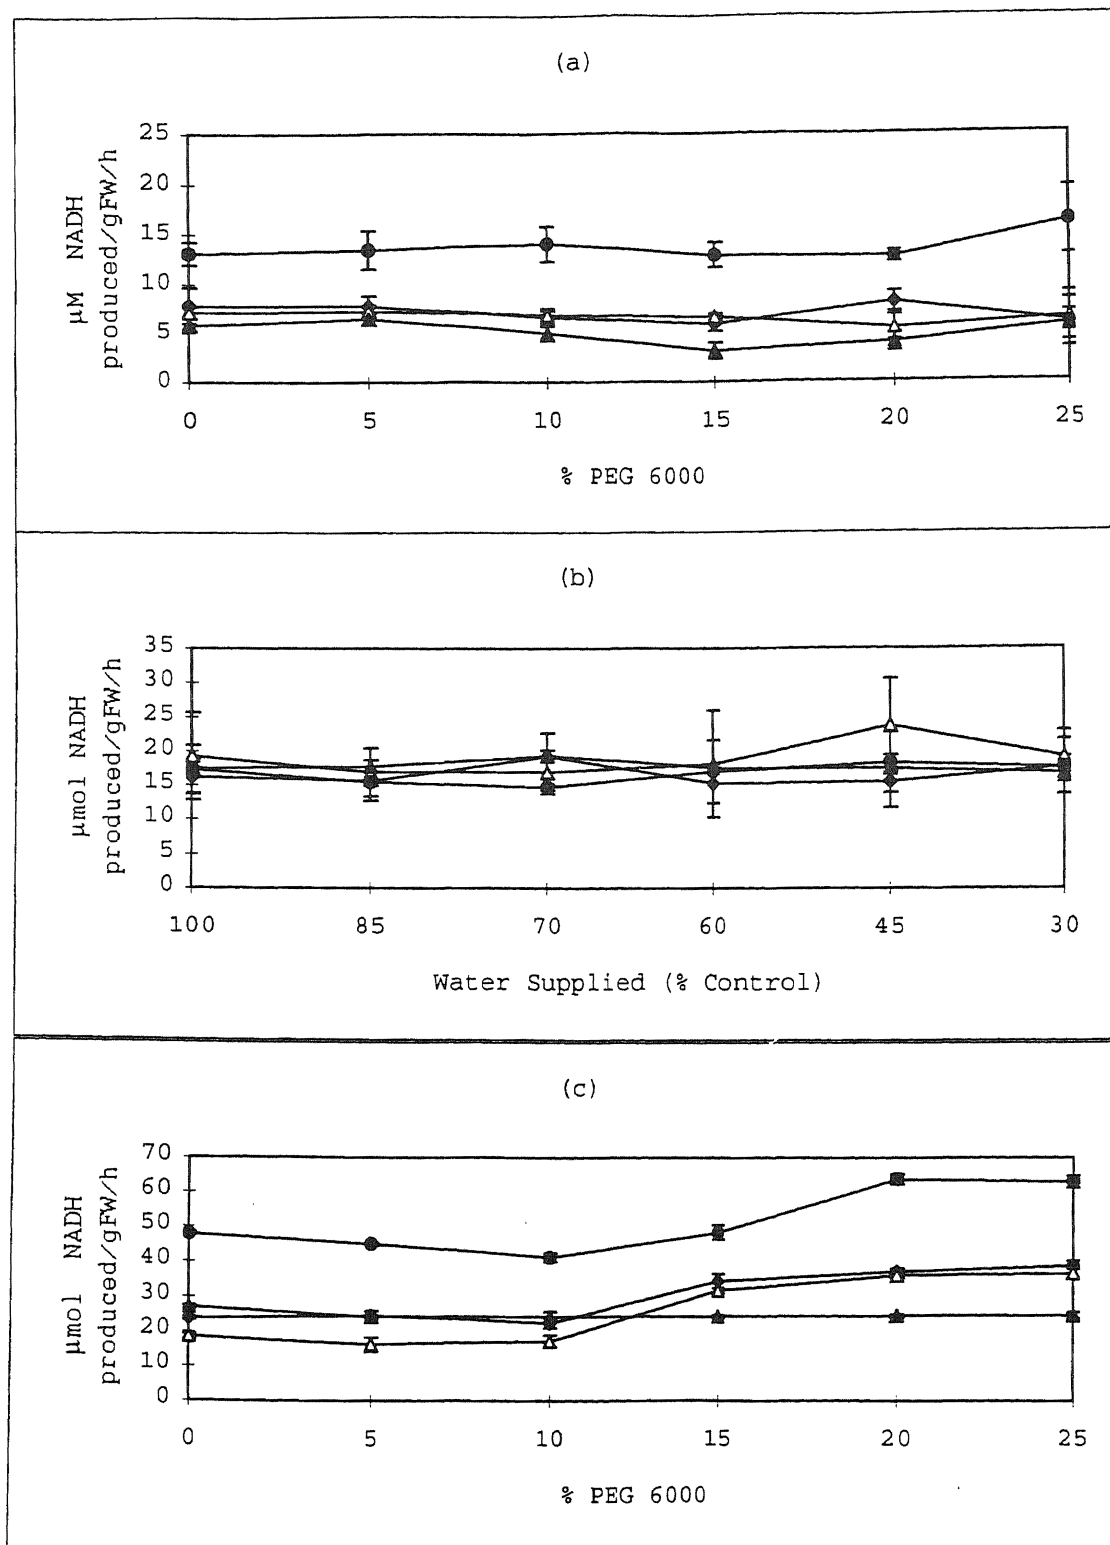 (a)
µM NADH
produced/gFW/h
25
20
15
10
5
0
0 5 10 15 20 25
% PEG 6000
(b)
µmol NADH
produced/gFW/h
35
30
25
20
15
10
5
0
100 85 70 60 45 30
Water Supplied (% Control)
(c)
µmol NADH
produced/gFW/h
70
60
50
40
30
20
10
0
0 5 10 15 20 25
% PEG 6000